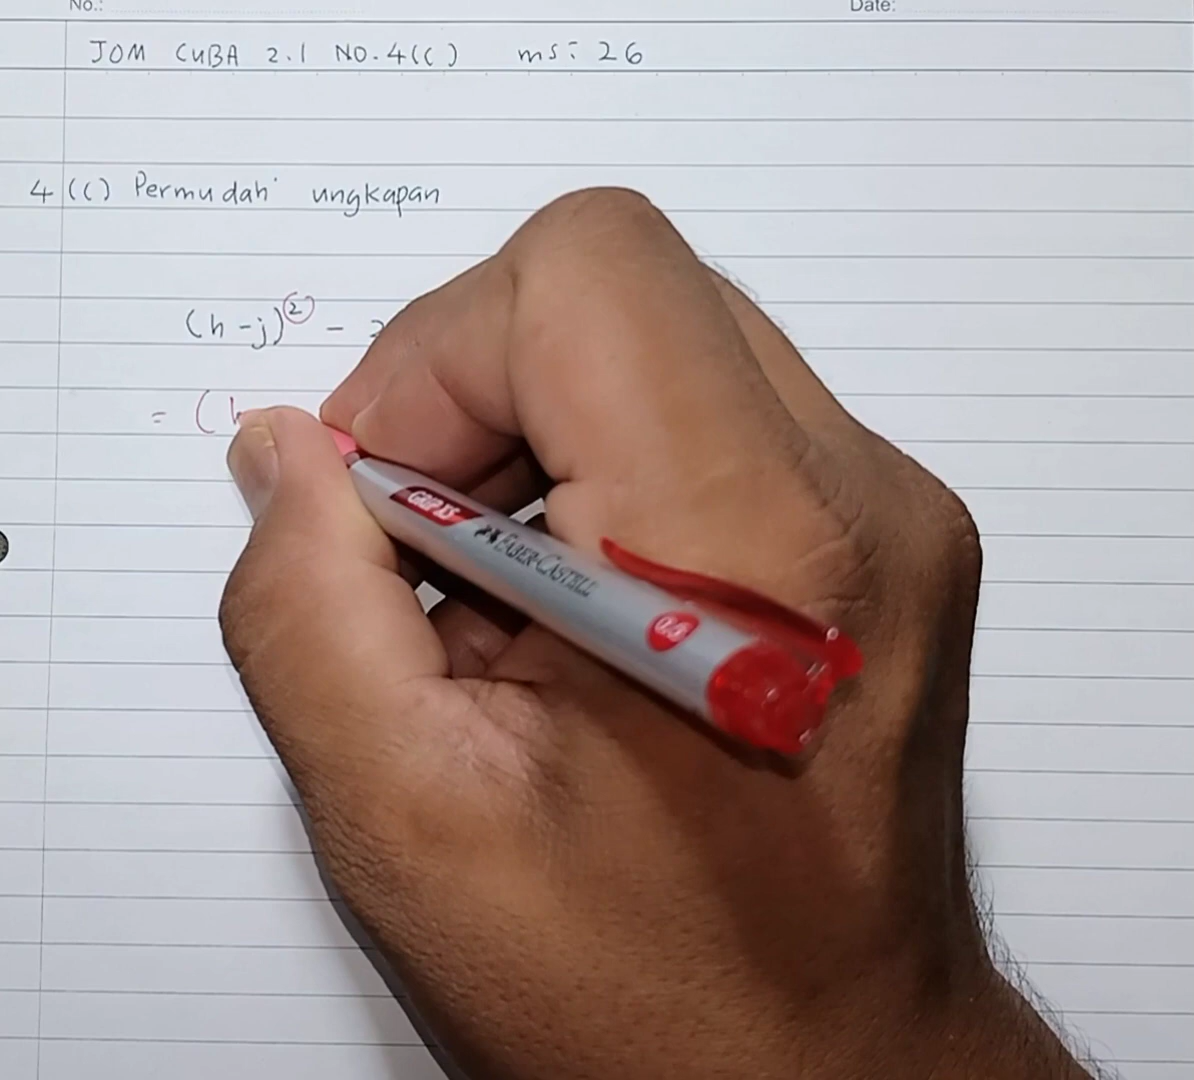 No.: Date:
JOM CUBA 2.1 NO.4(C) ms: 26
4 (C) Permudah ungkapan
(h-j)² - 2
= (h
GRIP X5 FABER-CASTELL 0.5